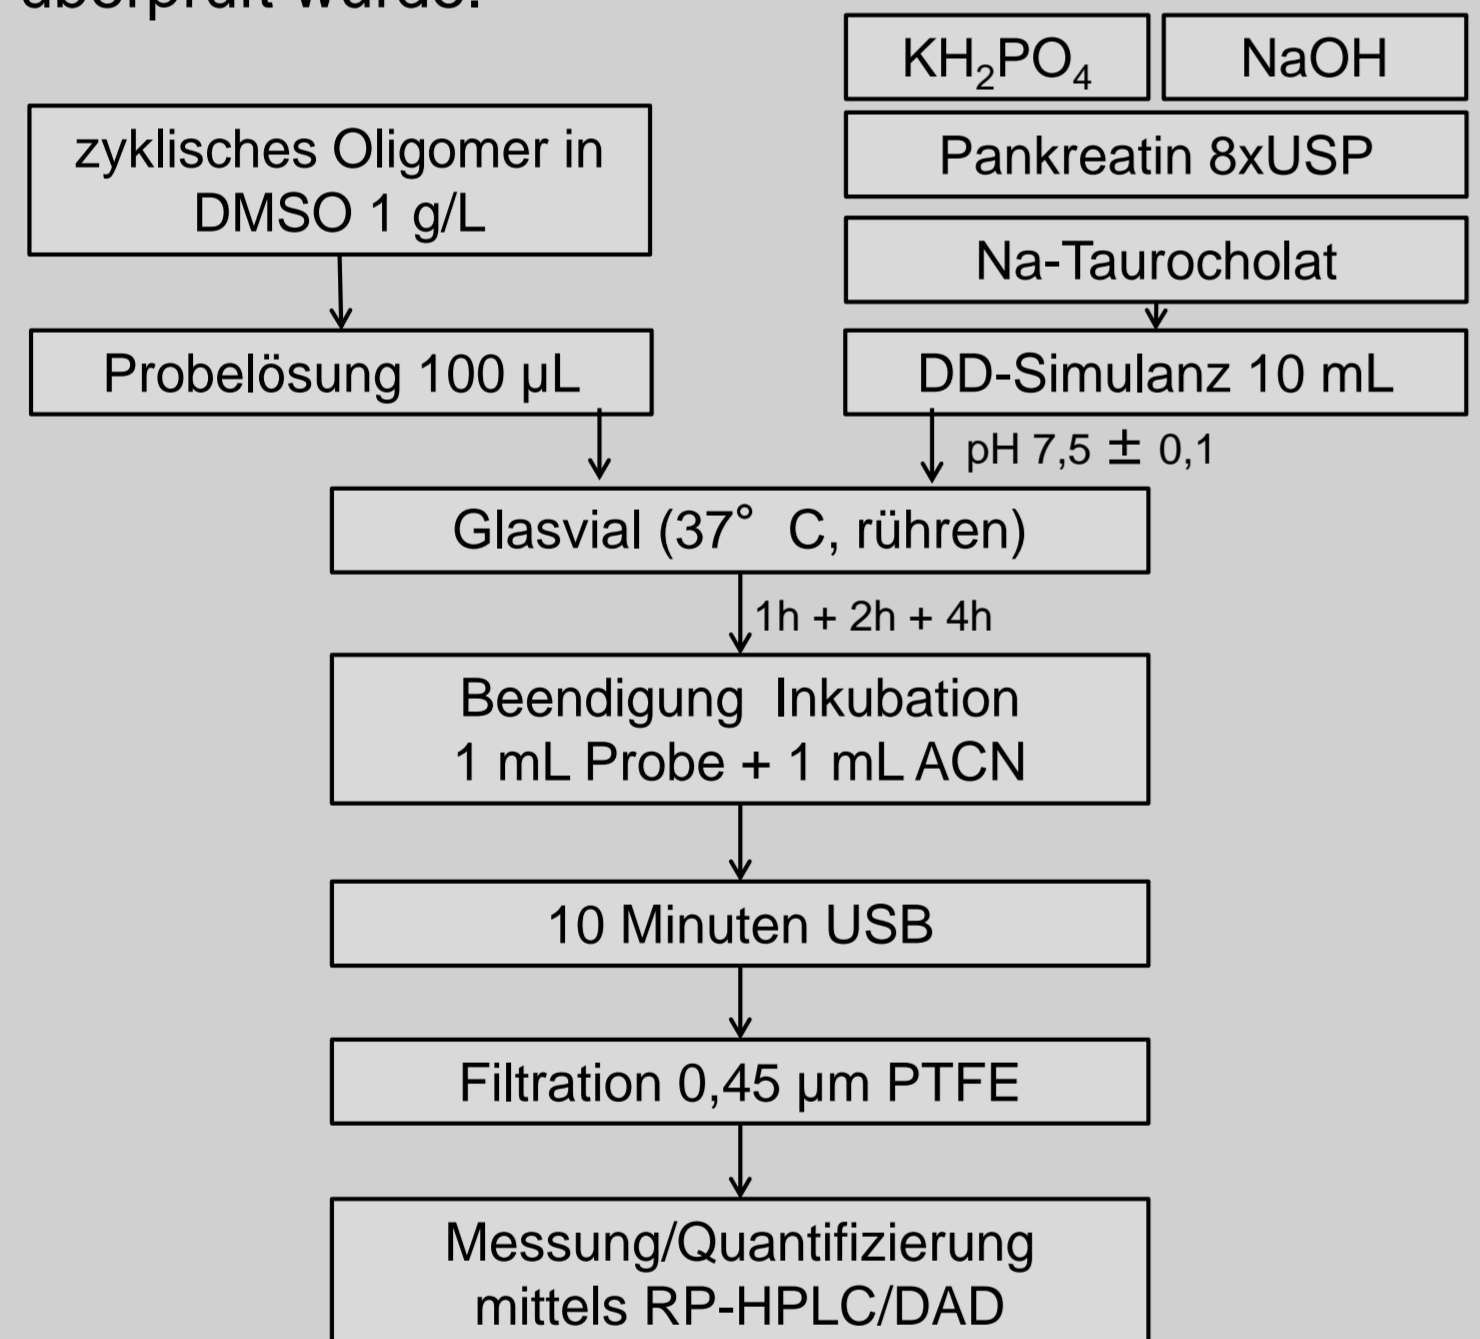 überprüft wurde.
KH₂PO₄
NaOH
zyklisches Oligomer in
DMSO 1 g/L
Pankreatin 8xUSP
Na-Taurocholat
Probelösung 100 µL
DD-Simulanz 10 mL
pH 7,5 ± 0,1
Glasvial (37° C, rühren)
1h + 2h + 4h
Beendigung Inkubation
1 mL Probe + 1 mL ACN
10 Minuten USB
Filtration 0,45 µm PTFE
Messung/Quantifizierung
mittels RP-HPLC/DAD